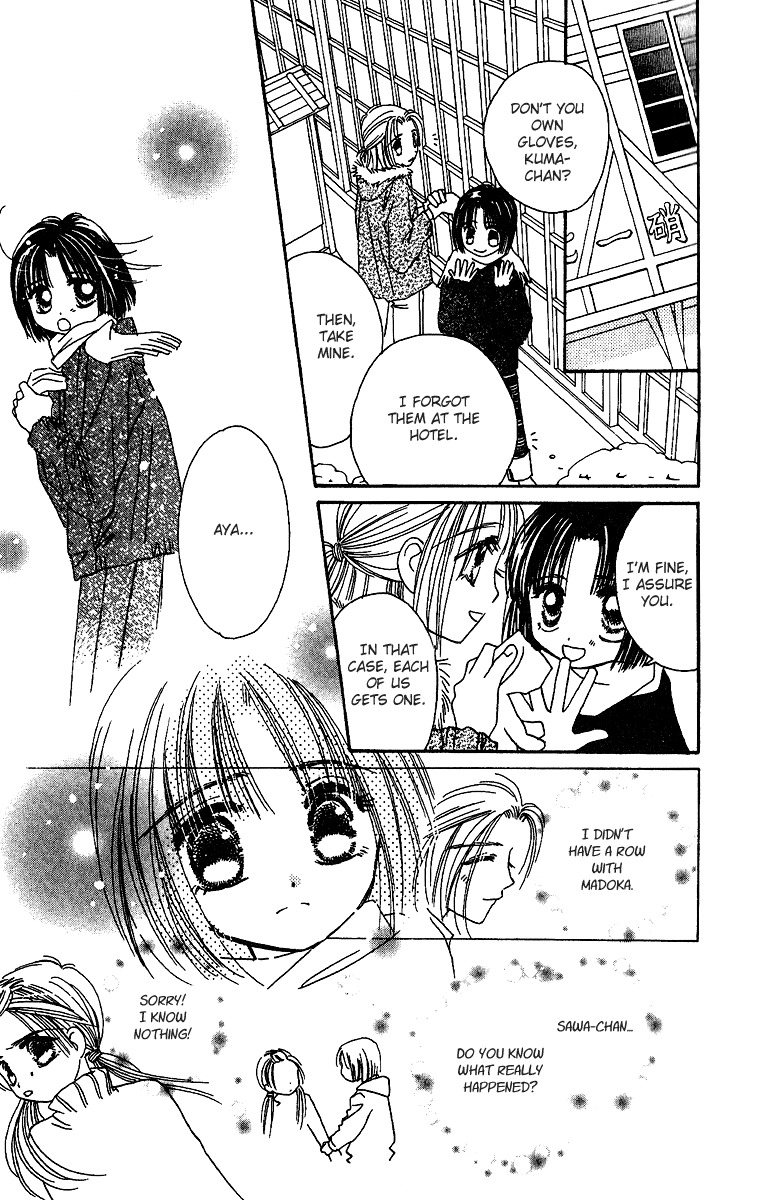 DON'T YOU
OWN
GLOVES,
KUMA-
CHAN?
硝
I FORGOT
THEM AT THE
HOTEL.
THEN,
TAKE
MINE.
I'M FINE,
I ASSURE
YOU.
IN THAT
CASE, EACH
OF US
GETS ONE.
AYA...
I DIDN'T
HAVE A ROW
WITH
MADOKA.
SAWA-CHAN...
DO YOU KNOW
WHAT REALLY
HAPPENED?
SORRY!
I KNOW
NOTHING!